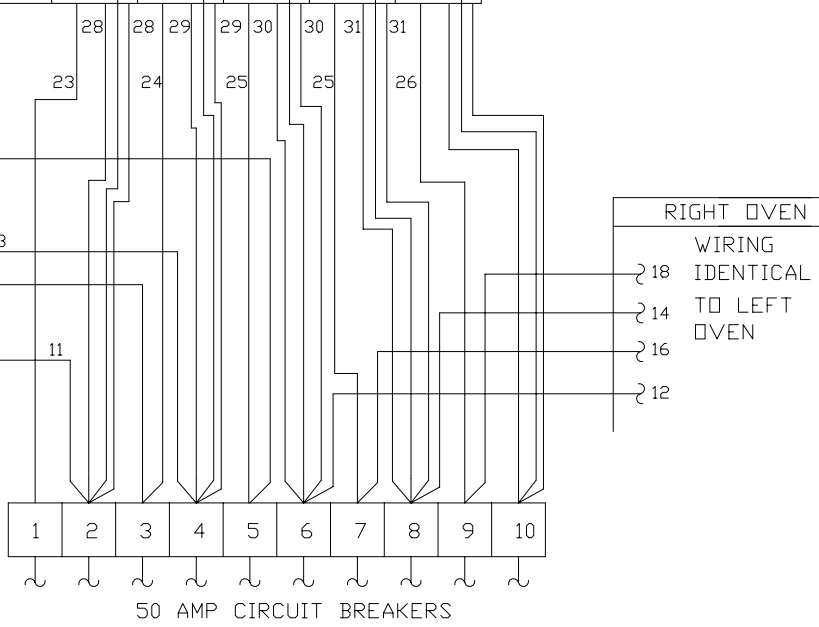 28 28 29 29 30 30 31 31
23 24 25 25 26
3
11
RIGHT OVEN
WIRING
18 IDENTICAL
14 TO LEFT
OVEN
16
12
1 2 3 4 5 6 7 8 9 10
50 AMP CIRCUIT BREAKERS